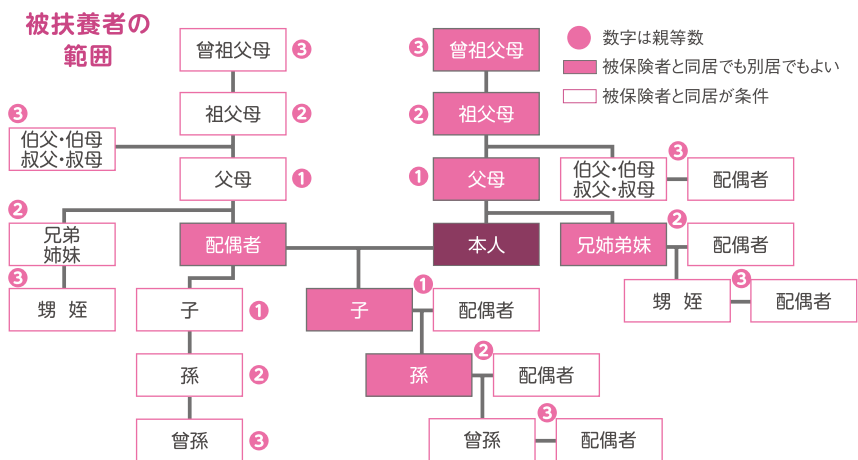 被扶養者の
範囲
数字は親等数
被保険者と同居でも別居でもよい
被保険者と同居が条件
曾祖父母 3
3 曾祖父母
祖父母 2
2 祖父母
3
伯父・伯母
叔父・叔母
父母 1
1 父母
3
伯父・伯母
叔父・叔母
配偶者
2
兄弟
姉妹
配偶者
本人
兄姉弟妹
2
配偶者
3
甥 姪
子 1
子
1
配偶者
甥 姪
3
配偶者
孫 2
孫
2
配偶者
曾孫 3
曾孫
3
配偶者